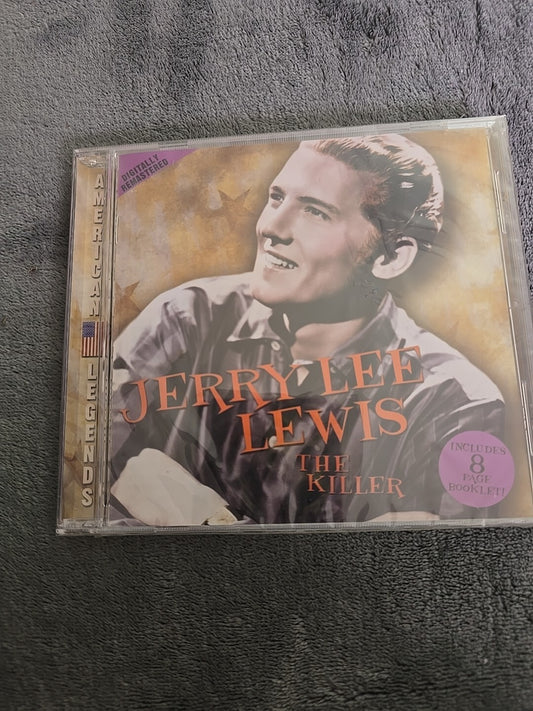 DIGITALLY
REMASTERED
AMERICAN LEGENDS
JERRY LEE
LEWIS
THE
KILLER
INCLUDES
8
PAGE
BOOKLET!